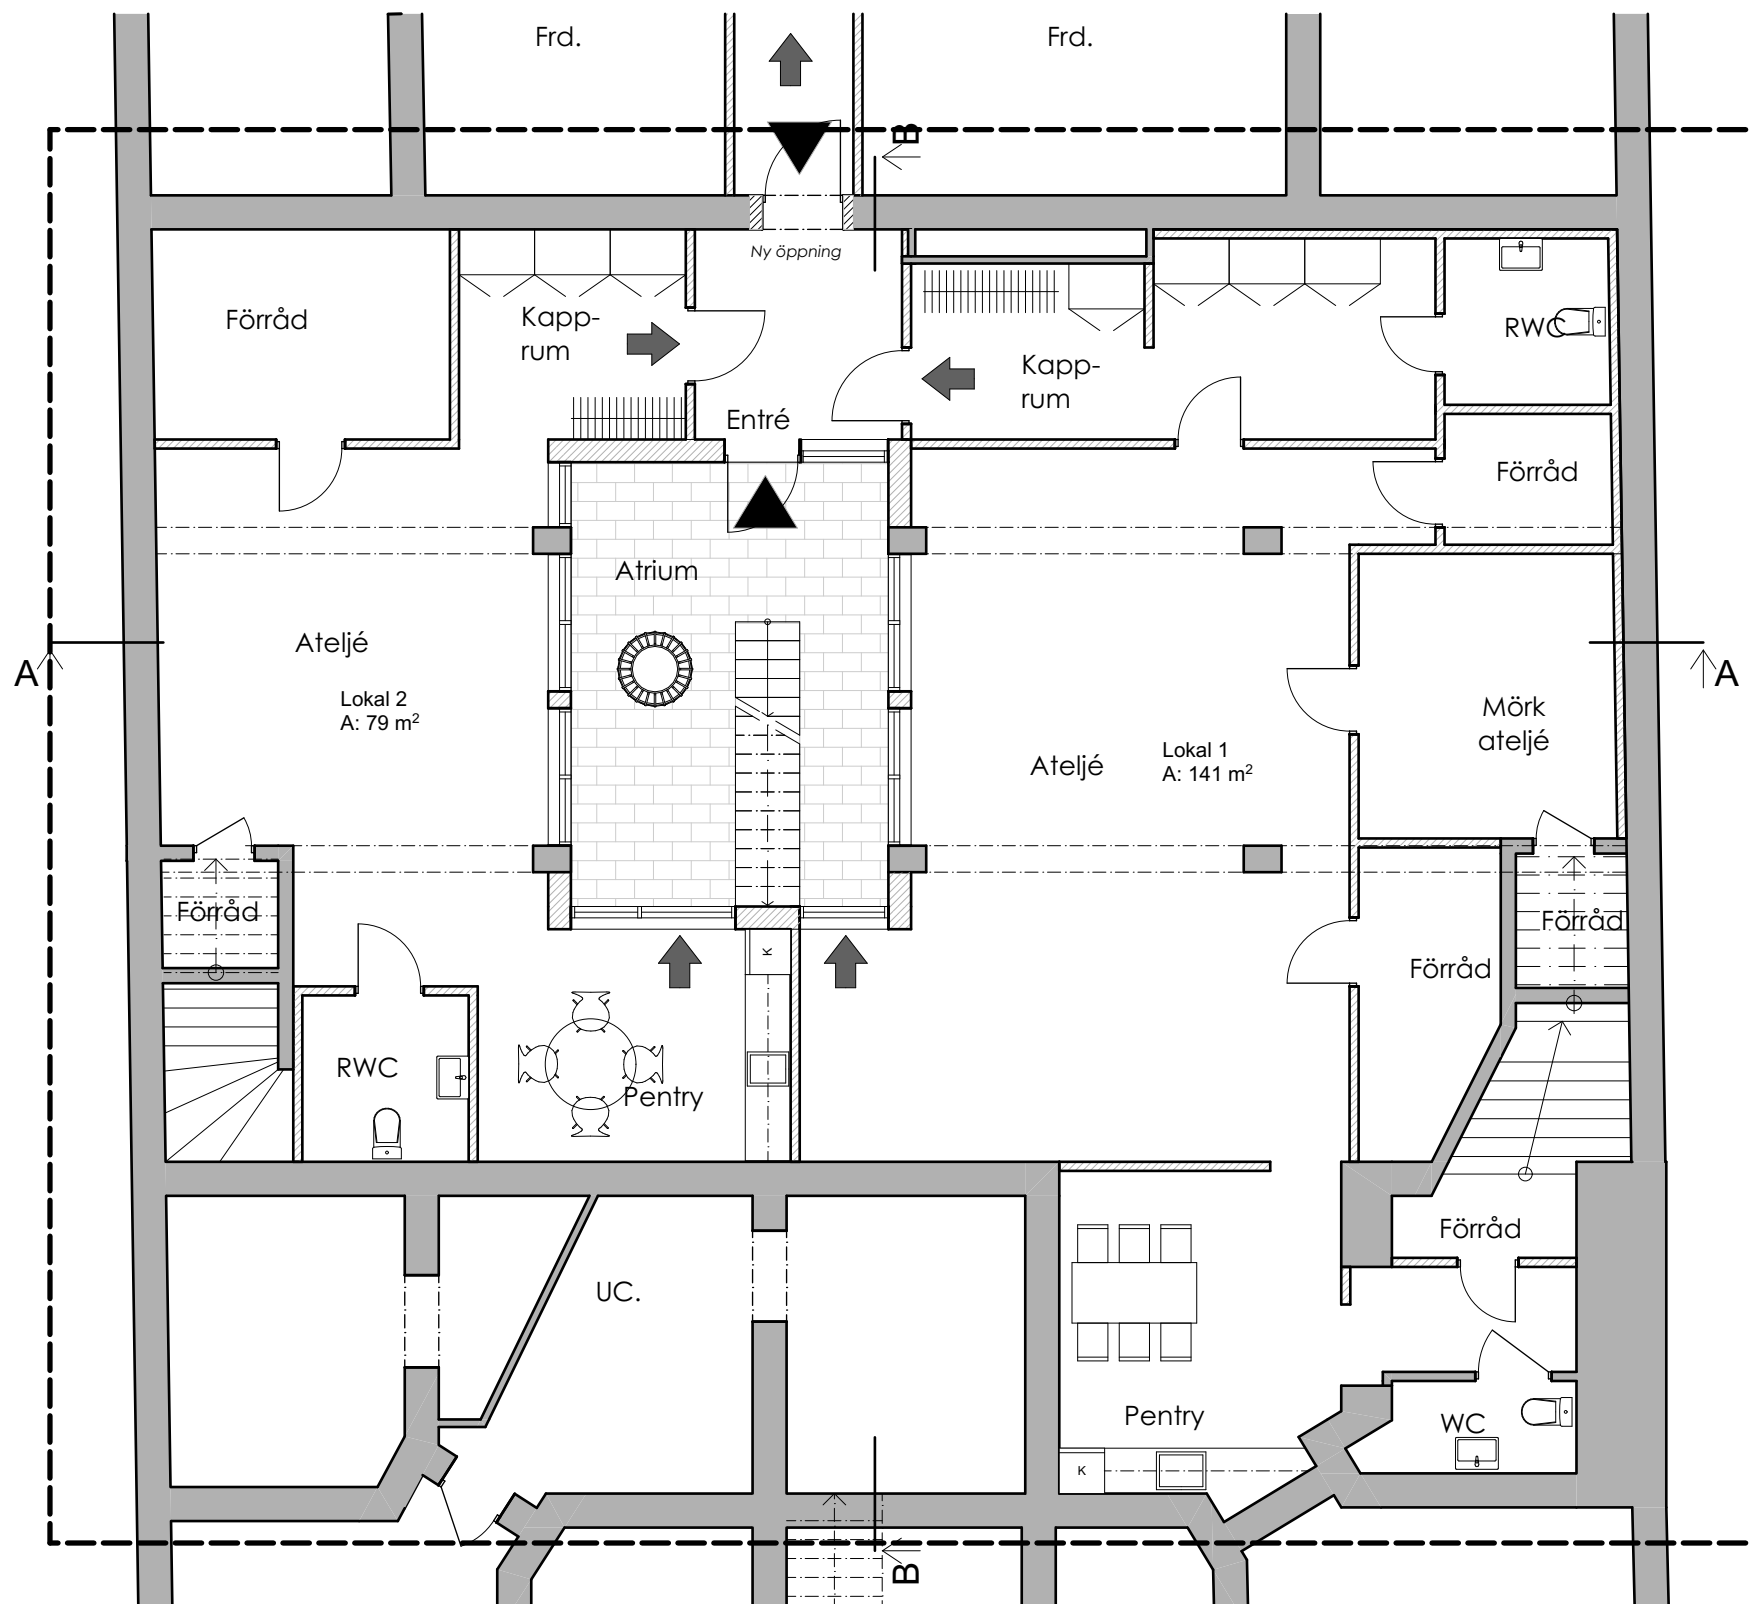 Frd.
Frd.
B
Ny öppning
Förråd
Kapp-
rum
Kapp-
rum
RWC
Entré
Förråd
Atrium
Ateljé
A
A
Lokal 2
A: 79 m²
Mörk
ateljé
Ateljé
Lokal 1
A: 141 m²
Förråd
Förråd
Förråd
K
RWC
Pentry
Förråd
UC.
Pentry
WC
K
B